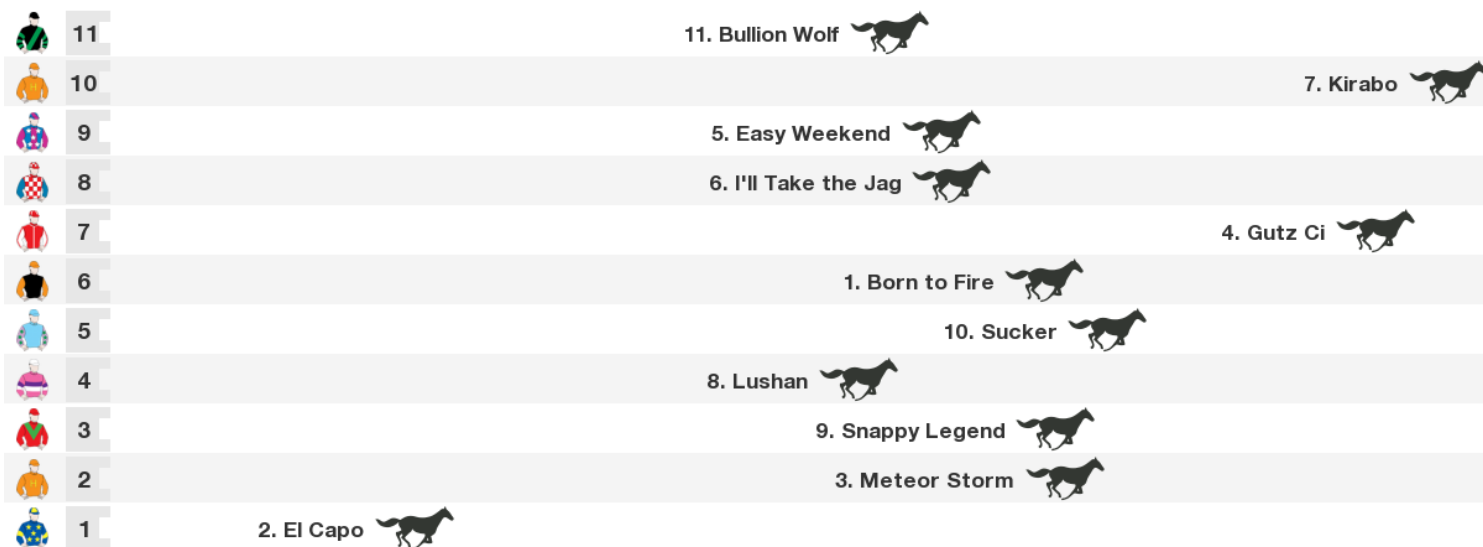 11 11. Bullion Wolf
10 7. Kirabo
9 5. Easy Weekend
8 6. I'll Take the Jag
7 4. Gutz Ci
6 1. Born to Fire
5 10. Sucker
4 8. Lushan
3 9. Snappy Legend
2 3. Meteor Storm
1 2. El Capo